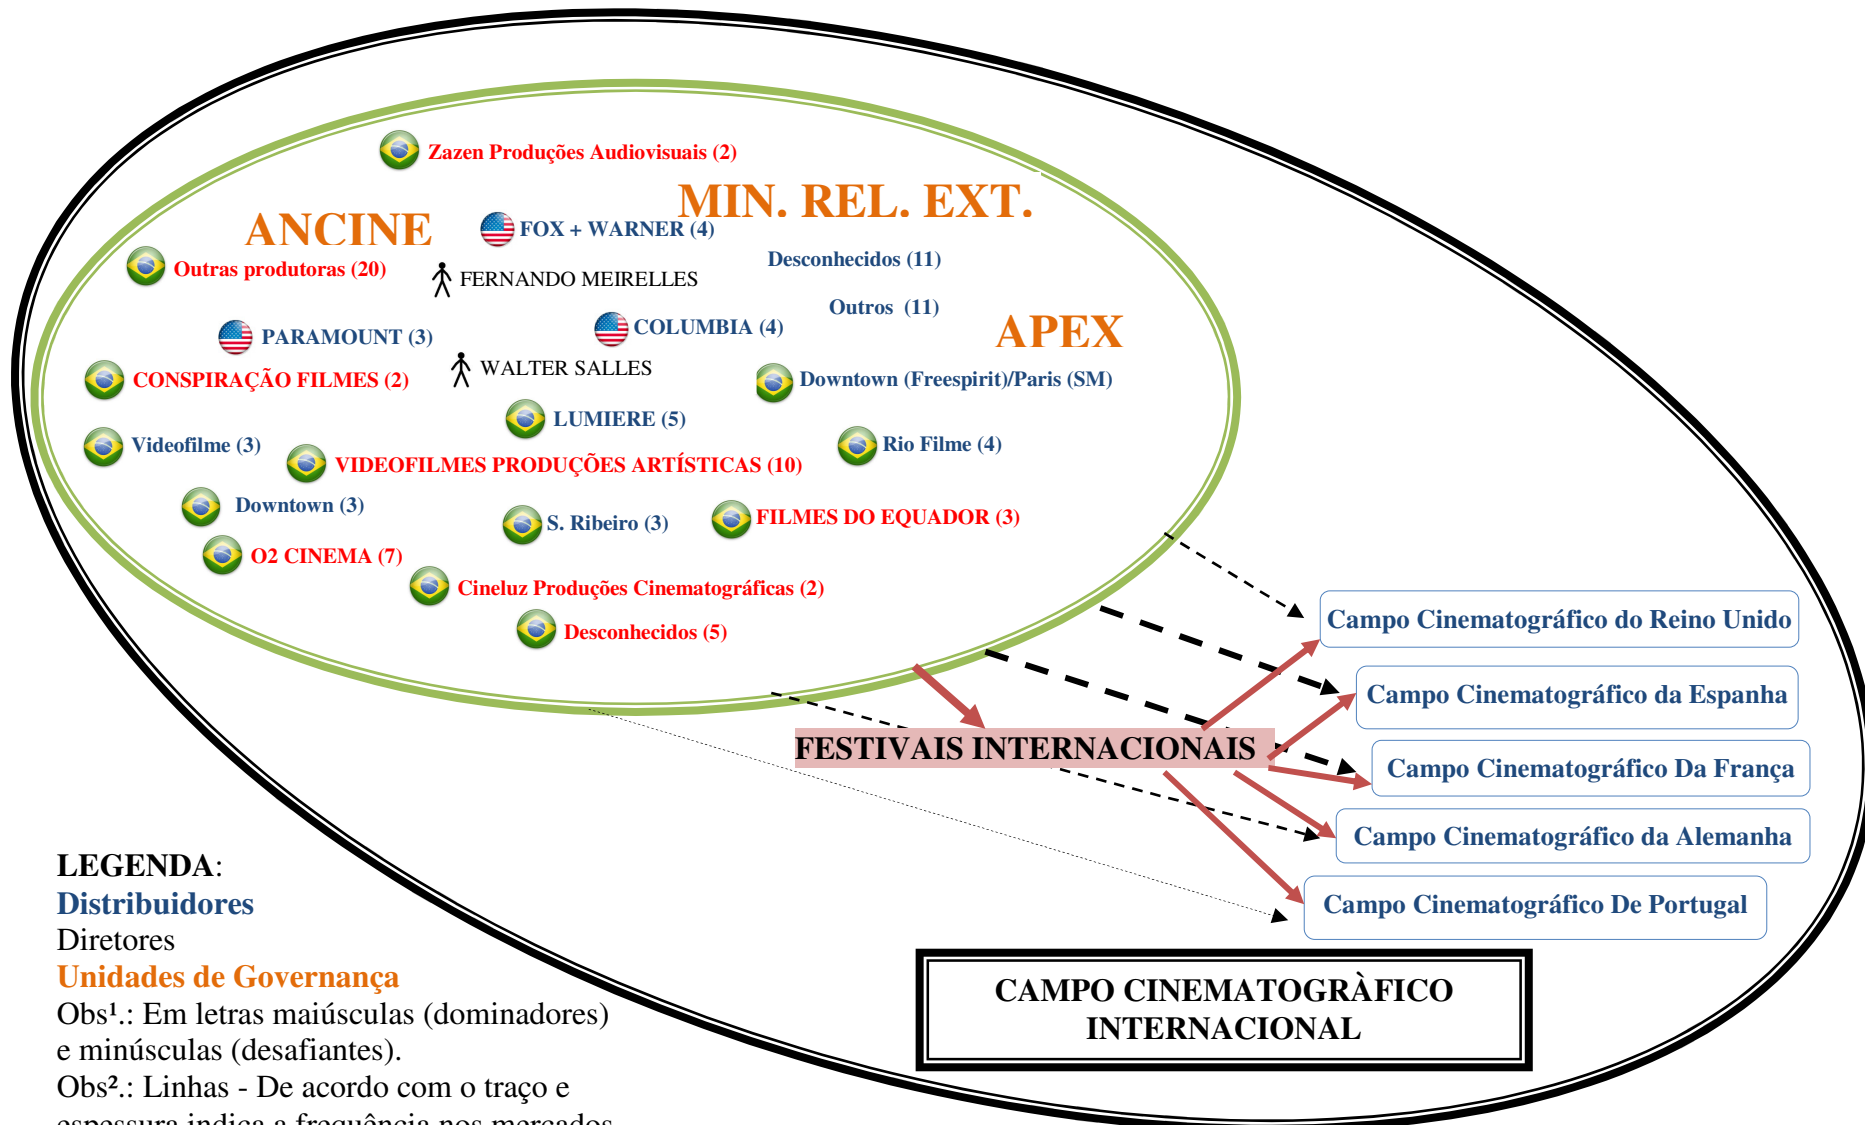 Zazen Produções Audiovisuais (2)
MIN. REL. EXT.
ANCINE
FOX + WARNER (4)
Desconhecidos (11)
Outras produtoras (20)
FERNANDO MEIRELLES
Outros (11)
PARAMOUNT (3)
COLUMBIA (4)
APEX
WALTER SALLES
CONSPIRAÇÃO FILMES (2)
Downtown (Freespirit)/Paris (SM)
LUMIERE (5)
Videofilme (3)
Rio Filme (4)
VIDEOFILMES PRODUÇÕES ARTÍSTICAS (10)
Downtown (3)
S. Ribeiro (3)
FILMES DO EQUADOR (3)
O2 CINEMA (7)
Cineluz Produções Cinematográficas (2)
Desconhecidos (5)
Campo Cinematográfico do Reino Unido
Campo Cinematográfico da Espanha
FESTIVAIS INTERNACIONAIS
Campo Cinematográfico Da França
Campo Cinematográfico da Alemanha
Campo Cinematográfico De Portugal
CAMPO CINEMATOGRÀFICO
INTERNACIONAL
LEGENDA:
Distribuidores
Diretores
Unidades de Governança
Obs¹.: Em letras maiúsculas (dominadores)
e minúsculas (desafiantes).
Obs².: Linhas - De acordo com o traço e
espessura indica a frequência nos mercados